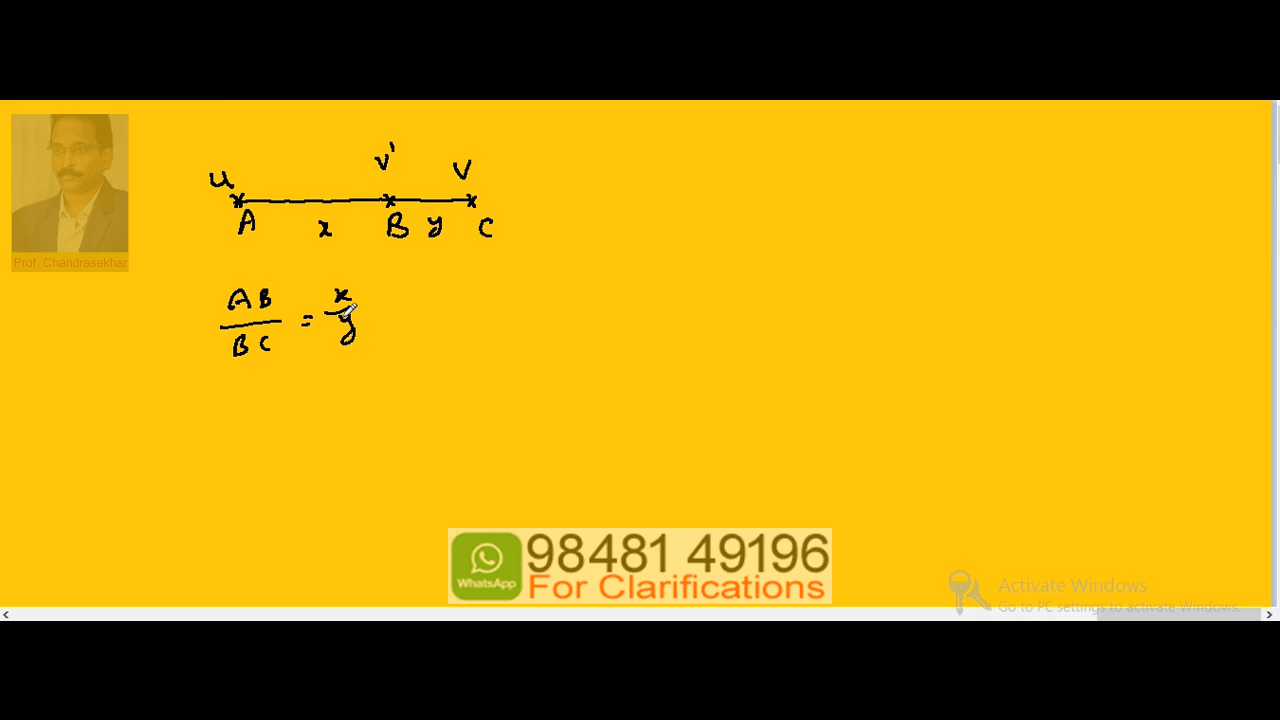 Prof. Chandrasekhar
u v' v
A x B y C
AB/BC = x/y
98481 49196
WhatsApp For Clarifications
Activate Windows
Go to PC settings to activate Windows.